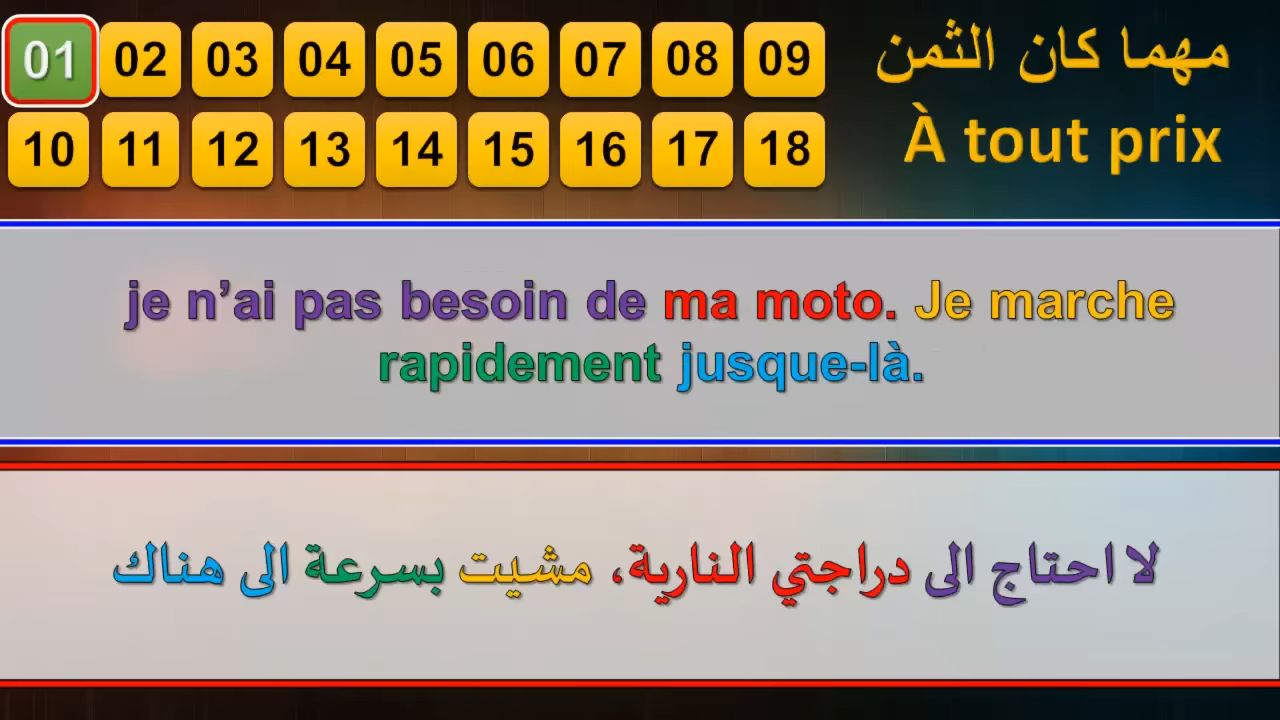 01 02 03 04 05 06 07 08 09
10 11 12 13 14 15 16 17 18
مهما كان الثمن
À tout prix
je n’ai pas besoin de ma moto. Je marche
rapidement jusque-là.
لا احتاج الى دراجتي النارية، مشيت بسرعة الى هناك